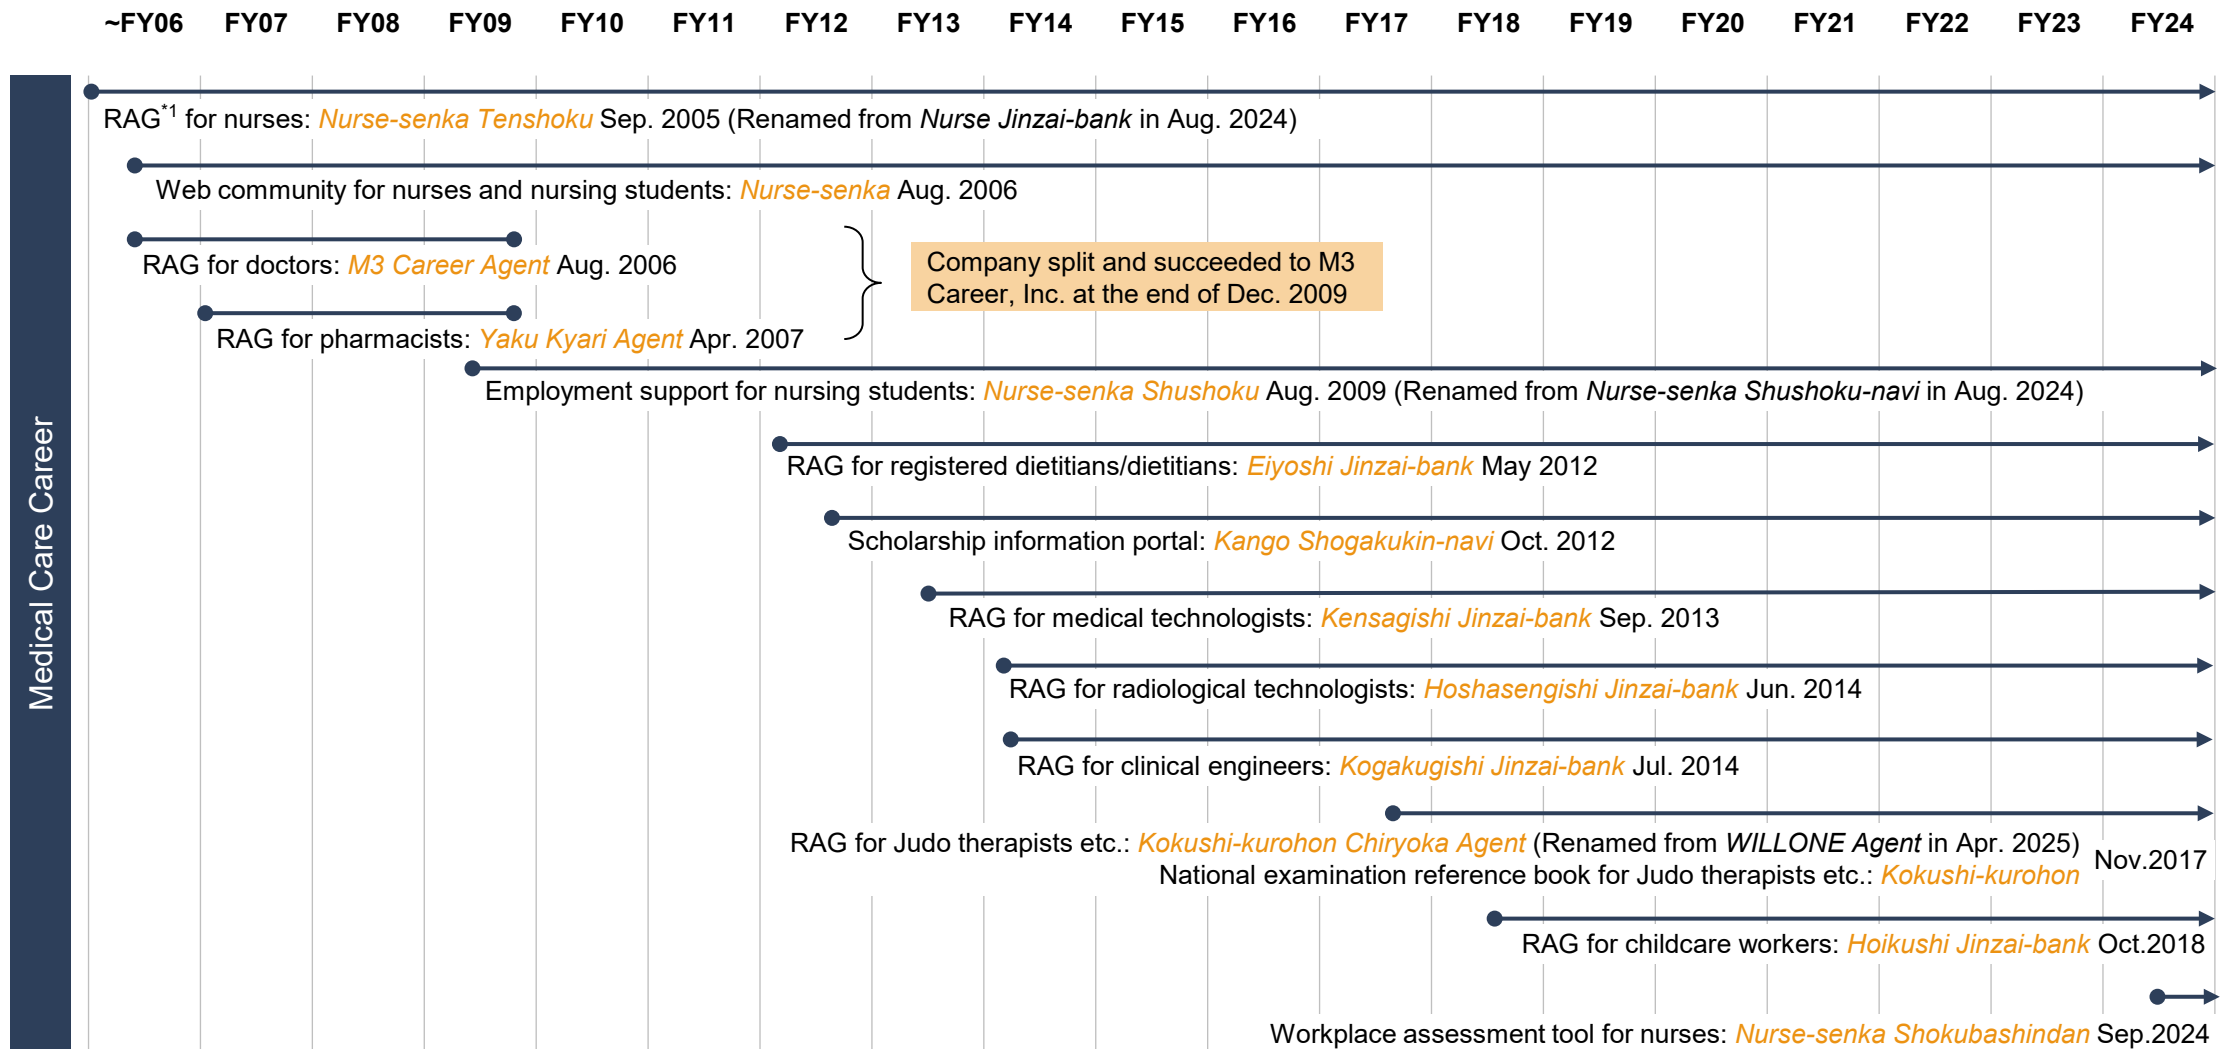 ~FY06 FY07 FY08 FY09 FY10 FY11 FY12 FY13 FY14 FY15 FY16 FY17 FY18 FY19 FY20 FY21 FY22 FY23 FY24
Medical Care Career
RAG*1 for nurses: Nurse-senka Tenshoku Sep. 2005 (Renamed from Nurse Jinzai-bank in Aug. 2024)
Web community for nurses and nursing students: Nurse-senka Aug. 2006
RAG for doctors: M3 Career Agent Aug. 2006
RAG for pharmacists: Yaku Kyari Agent Apr. 2007
Company split and succeeded to M3
Career, Inc. at the end of Dec. 2009
Employment support for nursing students: Nurse-senka Shushoku Aug. 2009 (Renamed from Nurse-senka Shushoku-navi in Aug. 2024)
RAG for registered dietitians/dietitians: Eiyoshi Jinzai-bank May 2012
Scholarship information portal: Kango Shogakukin-navi Oct. 2012
RAG for medical technologists: Kensagishi Jinzai-bank Sep. 2013
RAG for radiological technologists: Hoshasengishi Jinzai-bank Jun. 2014
RAG for clinical engineers: Kogakugishi Jinzai-bank Jul. 2014
RAG for Judo therapists etc.: Kokushi-kurohon Chiryoka Agent (Renamed from WILLONE Agent in Apr. 2025)
National examination reference book for Judo therapists etc.: Kokushi-kurohon
Nov.2017
RAG for childcare workers: Hoikushi Jinzai-bank Oct.2018
Workplace assessment tool for nurses: Nurse-senka Shokubashindan Sep.2024